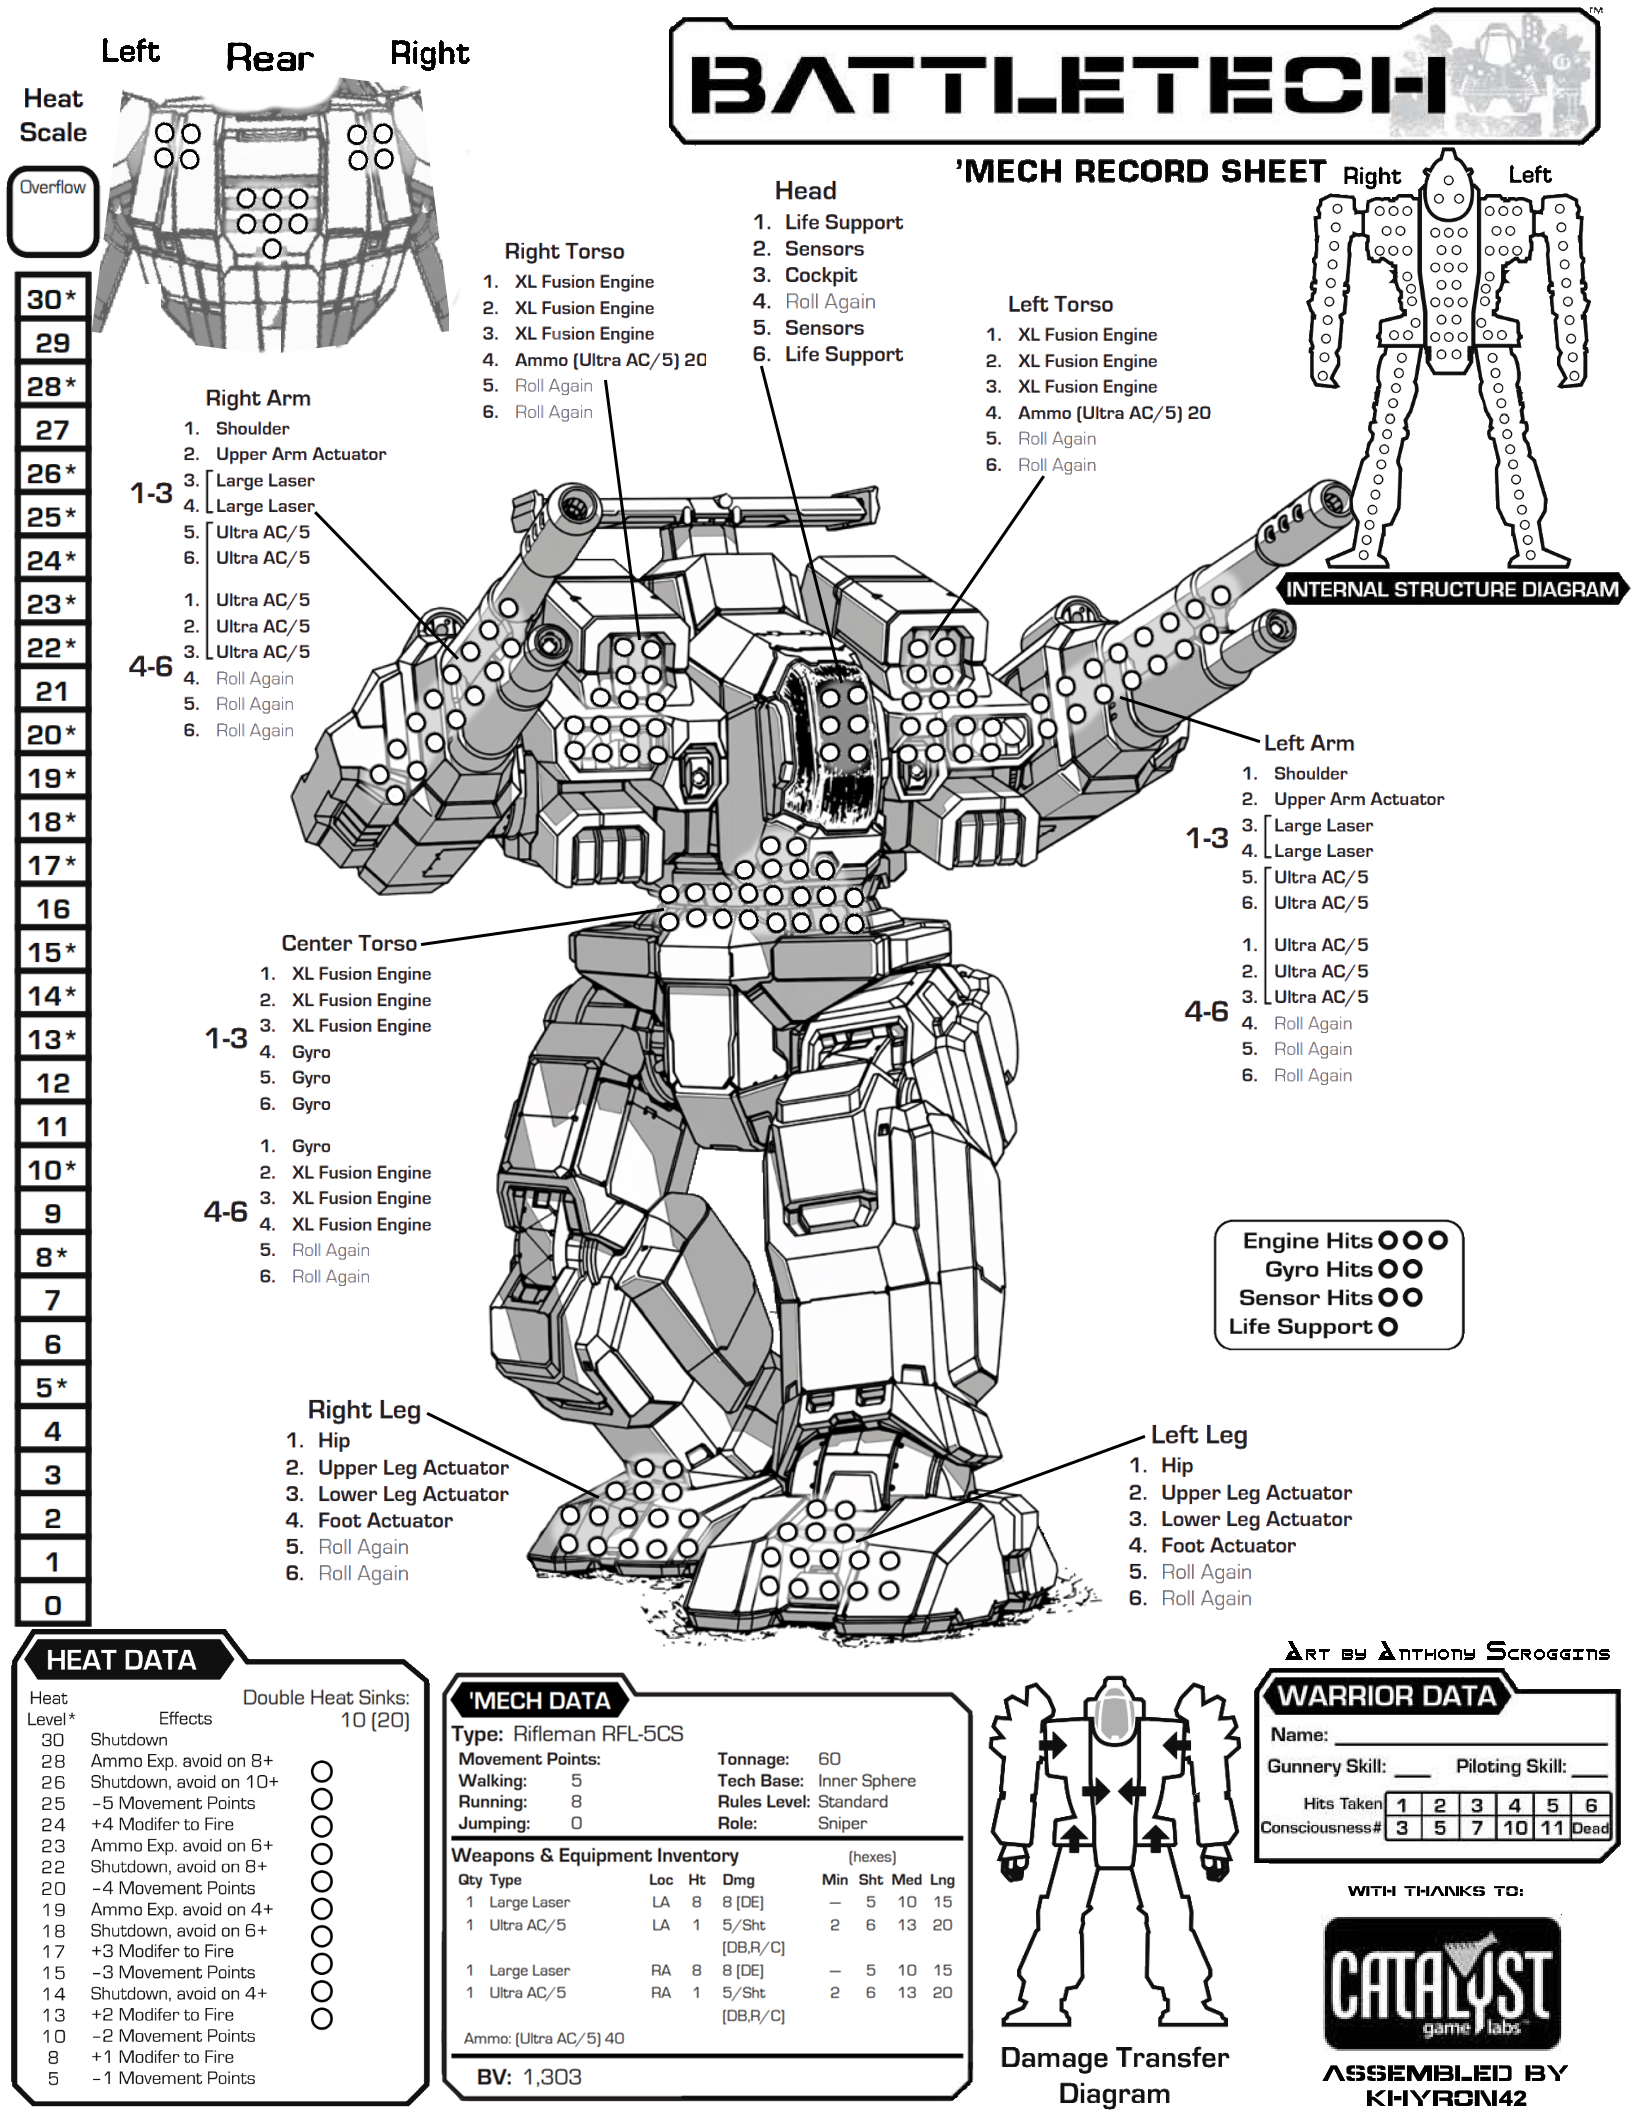 Left Rear Right
Heat
Scale
Overflow
30*
29
28*
27
26*
25*
24*
23*
22*
21
20*
19*
18*
17*
16
15*
14*
13*
12
11
10*
9
8*
7
6
5*
4
3
2
1
0
BATTLETECH
TM
'MECH RECORD SHEET
Right Left
INTERNAL STRUCTURE DIAGRAM
Head
1. Life Support
2. Sensors
3. Cockpit
4. Roll Again
5. Sensors
6. Life Support
Right Torso
1. XL Fusion Engine
2. XL Fusion Engine
3. XL Fusion Engine
4. Ammo (Ultra AC/5) 20
5. Roll Again
6. Roll Again
Left Torso
1. XL Fusion Engine
2. XL Fusion Engine
3. XL Fusion Engine
4. Ammo (Ultra AC/5) 20
5. Roll Again
6. Roll Again
Right Arm
1-3
1. Shoulder
2. Upper Arm Actuator
3. Large Laser
4. Large Laser
5. Ultra AC/5
6. Ultra AC/5
4-6
1. Ultra AC/5
2. Ultra AC/5
3. Ultra AC/5
4. Roll Again
5. Roll Again
6. Roll Again
Left Arm
1-3
1. Shoulder
2. Upper Arm Actuator
3. Large Laser
4. Large Laser
5. Ultra AC/5
6. Ultra AC/5
4-6
1. Ultra AC/5
2. Ultra AC/5
3. Ultra AC/5
4. Roll Again
5. Roll Again
6. Roll Again
Center Torso
1-3
1. XL Fusion Engine
2. XL Fusion Engine
3. XL Fusion Engine
4. Gyro
5. Gyro
6. Gyro
4-6
1. Gyro
2. XL Fusion Engine
3. XL Fusion Engine
4. XL Fusion Engine
5. Roll Again
6. Roll Again
Engine Hits
Gyro Hits
Sensor Hits
Life Support
Right Leg
1. Hip
2. Upper Leg Actuator
3. Lower Leg Actuator
4. Foot Actuator
5. Roll Again
6. Roll Again
Left Leg
1. Hip
2. Upper Leg Actuator
3. Lower Leg Actuator
4. Foot Actuator
5. Roll Again
6. Roll Again
HEAT DATA
Heat
Level* Effects
Double Heat Sinks:
10 (20)
30 Shutdown
28 Ammo Exp. avoid on 8+
26 Shutdown, avoid on 10+
25 -5 Movement Points
24 +4 Modifer to Fire
23 Ammo Exp. avoid on 6+
22 Shutdown, avoid on 8+
20 -4 Movement Points
19 Ammo Exp. avoid on 4+
18 Shutdown, avoid on 6+
17 +3 Modifer to Fire
15 -3 Movement Points
14 Shutdown, avoid on 4+
13 +2 Modifer to Fire
10 -2 Movement Points
8 +1 Modifer to Fire
5 -1 Movement Points
'MECH DATA
Type: Rifleman RFL-5CS
Movement Points:
Walking: 5
Running: 8
Jumping: 0
Tonnage: 60
Tech Base: Inner Sphere
Rules Level: Standard
Role: Sniper
Weapons & Equipment Inventory (hexes)
Qty Type Loc Ht Dmg Min Sht Med Lng
1 Large Laser LA 8 8 [DE] — 5 10 15
1 Ultra AC/5 LA 1 5/Sht 2 6 13 20
[DB,R/C]
1 Large Laser RA 8 8 [DE] — 5 10 15
1 Ultra AC/5 RA 1 5/Sht 2 6 13 20
[DB,R/C]
Ammo: (Ultra AC/5) 40
BV: 1,303
Damage Transfer
Diagram
Art by Anthony Scroggins
WARRIOR DATA
Name:
Gunnery Skill: Piloting Skill:
Hits Taken 1 2 3 4 5 6
Consciousness# 3 5 7 10 11 Dead
WITH THANKS TO:
CATALYST
game labs
ASSEMBLED BY
KHYRON42